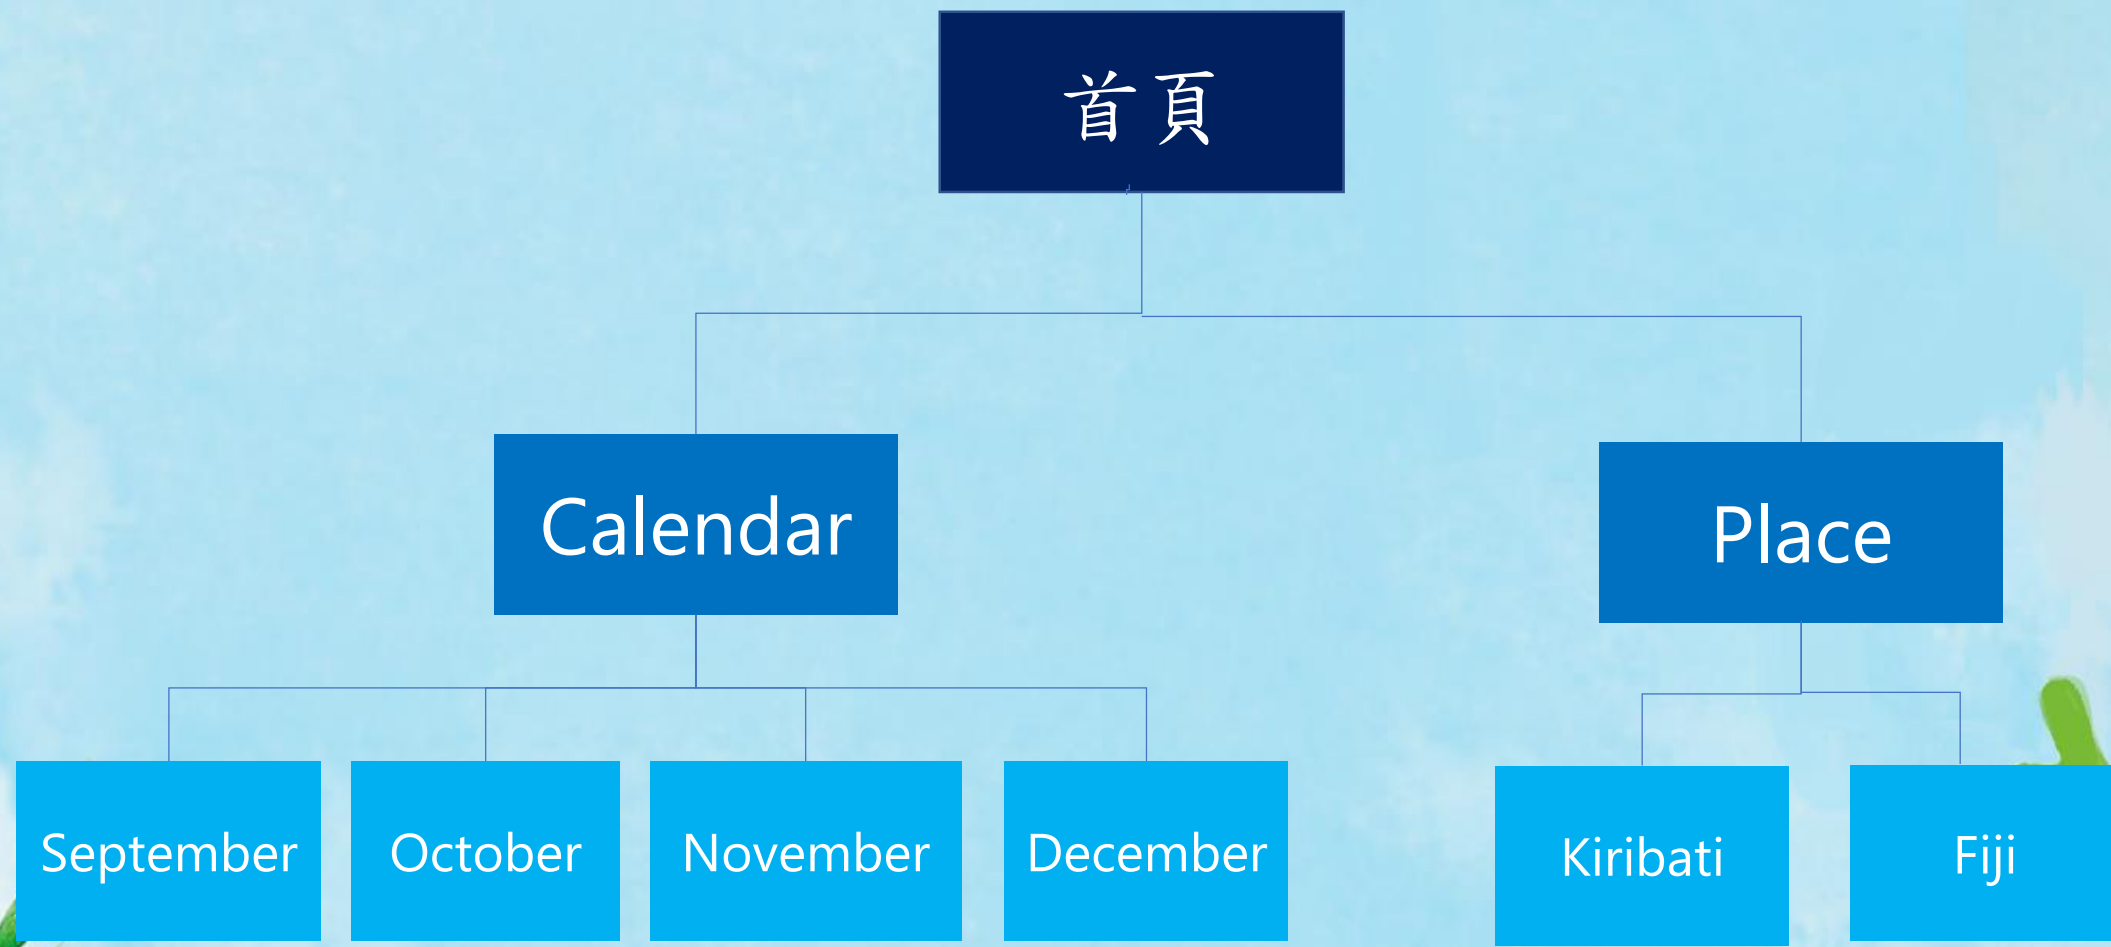 首頁
Calendar
Place
September
October
November
December
Kiribati
Fiji